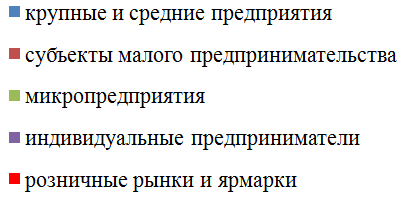 крупные и средние предприятия
субъекты малого предпринимательства
микропредприятия
индивидуальные предприниматели
розничные рынки и ярмарки